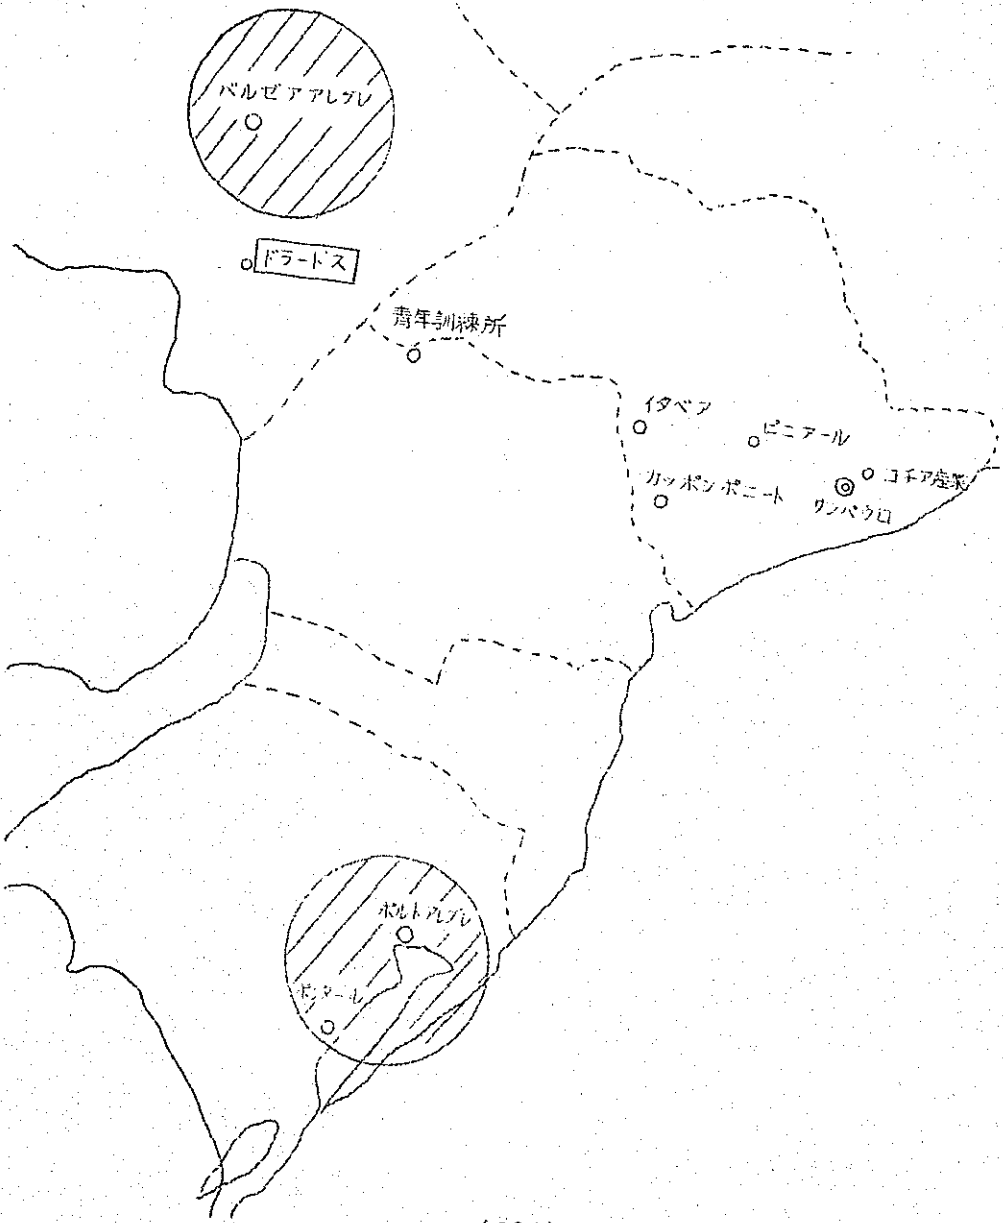 バルゼアアレグレ
ドラードス
青年訓練所
イタペア
ピニアール
コチア産業
カッポンボニート
サンパウロ
ポルトアレグレ